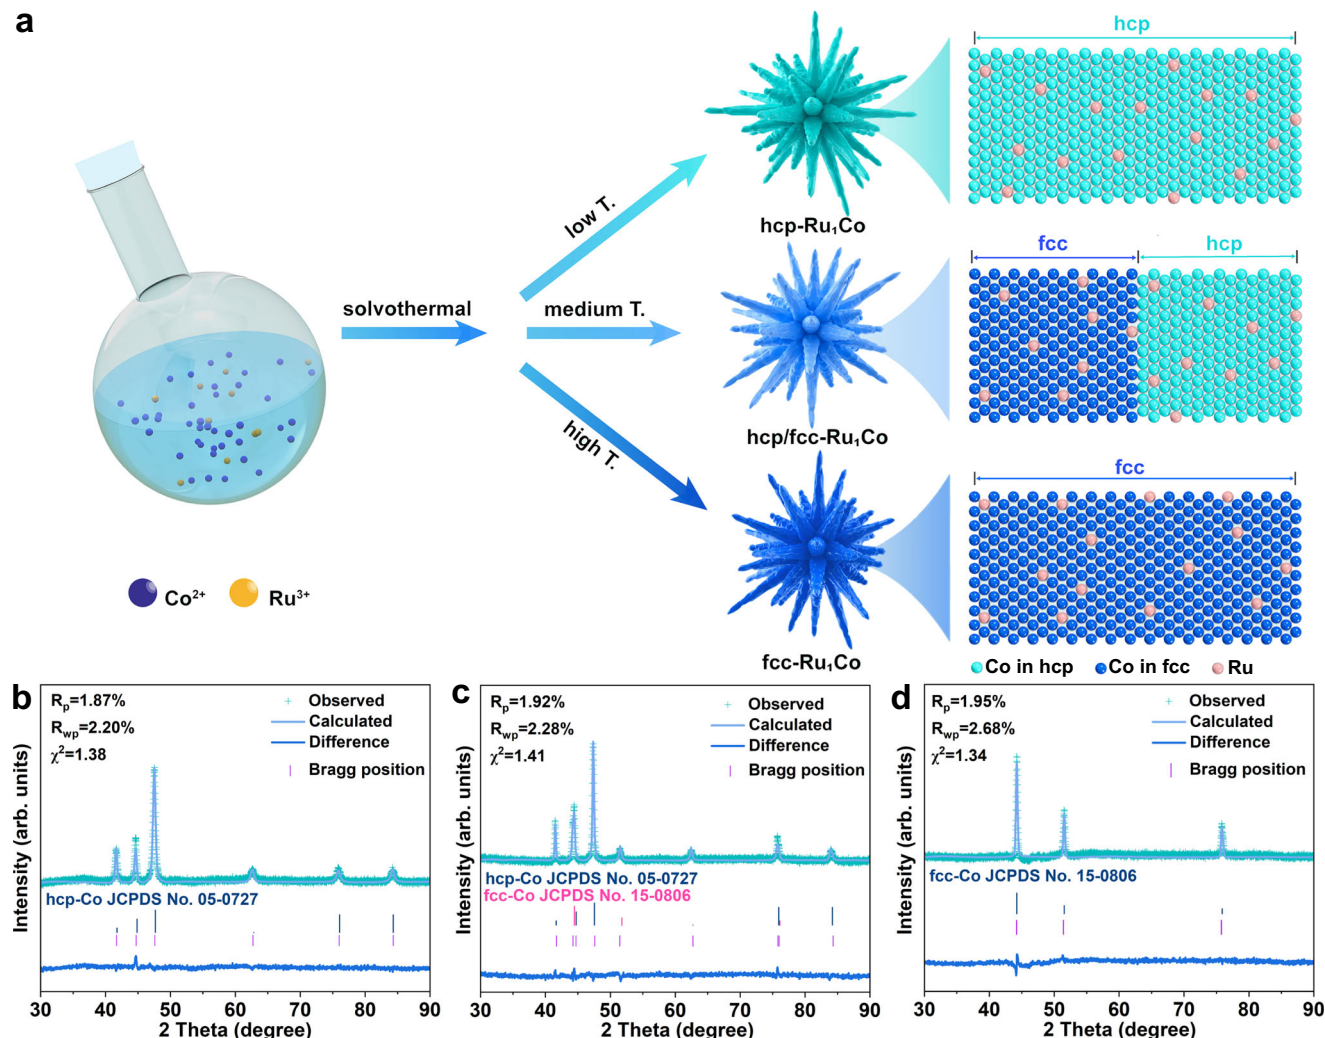 a
hcp
low T.
hcp-Ru₁Co
solvothermal
medium T.
fcc
hcp
hcp/fcc-Ru₁Co
high T.
fcc
Co²⁺
Ru³⁺
fcc-Ru₁Co
Co in hcp
Co in fcc
Ru
b
Rₚ=1.87%
R_wp=2.20%
χ²=1.38
Observed
Calculated
Difference
Bragg position
hcp-Co JCPDS No. 05-0727
Intensity (arb. units)
30 40 50 60 70 80 90
2 Theta (degree)
c
Rₚ=1.92%
R_wp=2.28%
χ²=1.41
Observed
Calculated
Difference
Bragg position
hcp-Co JCPDS No. 05-0727
fcc-Co JCPDS No. 15-0806
Intensity (arb. units)
30 40 50 60 70 80 90
2 Theta (degree)
d
Rₚ=1.95%
R_wp=2.68%
χ²=1.34
Observed
Calculated
Difference
Bragg position
fcc-Co JCPDS No. 15-0806
Intensity (arb. units)
30 40 50 60 70 80 90
2 Theta (degree)